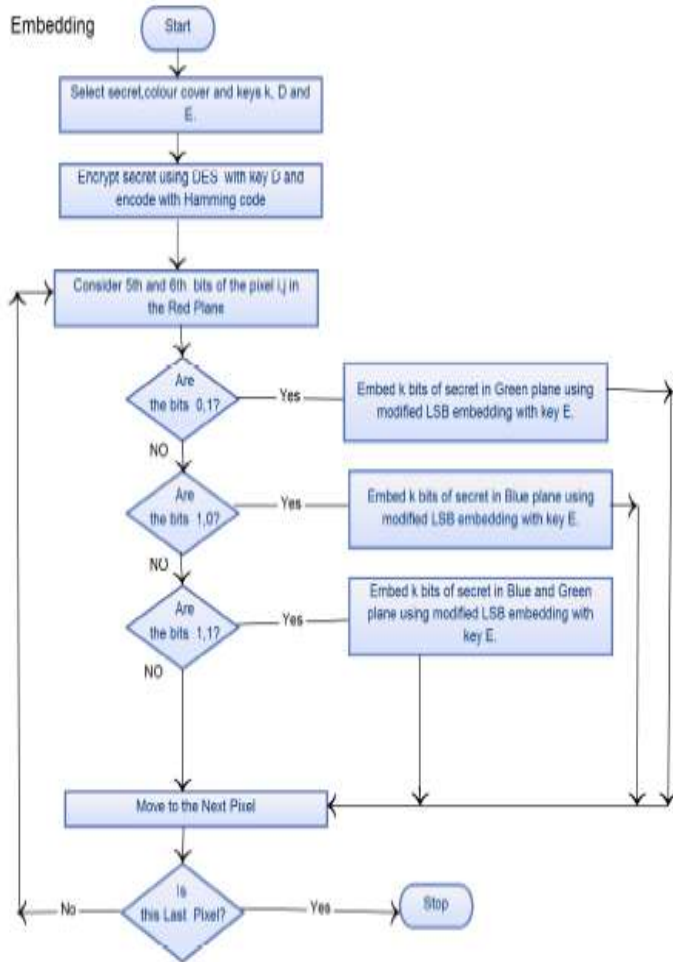 Embedding
Start
Select secret,colour cover and keys k, D and
E.
Encrypt secret using DES with key D and
encode with Hamming code
Consider 5th and 6th bits of the pixel i,j in
the Red Plane
Are
the bits 0,1?
Yes
Embed k bits of secret in Green plane using
modified LSB embedding with key E.
NO
Are
the bits 1,0?
Yes
Embed k bits of secret in Blue plane using
modified LSB embedding with key E.
NO
Are
the bits 1,1?
Yes
Embed k bits of secret in Blue and Green
plane using modified LSB embedding with
key E.
NO
Move to the Next Pixel
Is
this Last Pixel?
No
Yes
Stop